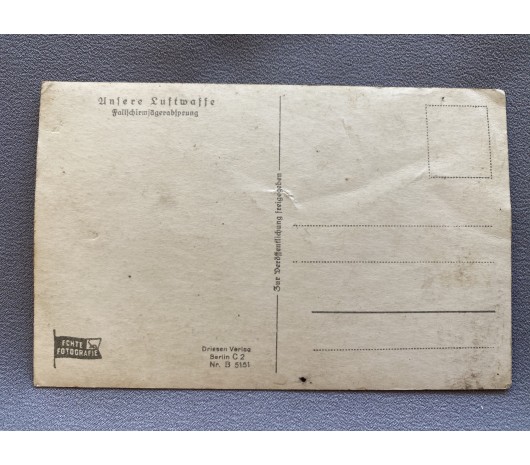 Unsere Luftwaffe
Fallschirmjägerabsprung
Zur Veröffentlichung freigegeben
ECHTE
FOTOGRAFIE
Driesen Verlag
Berlin C 2
Nr. B 5151